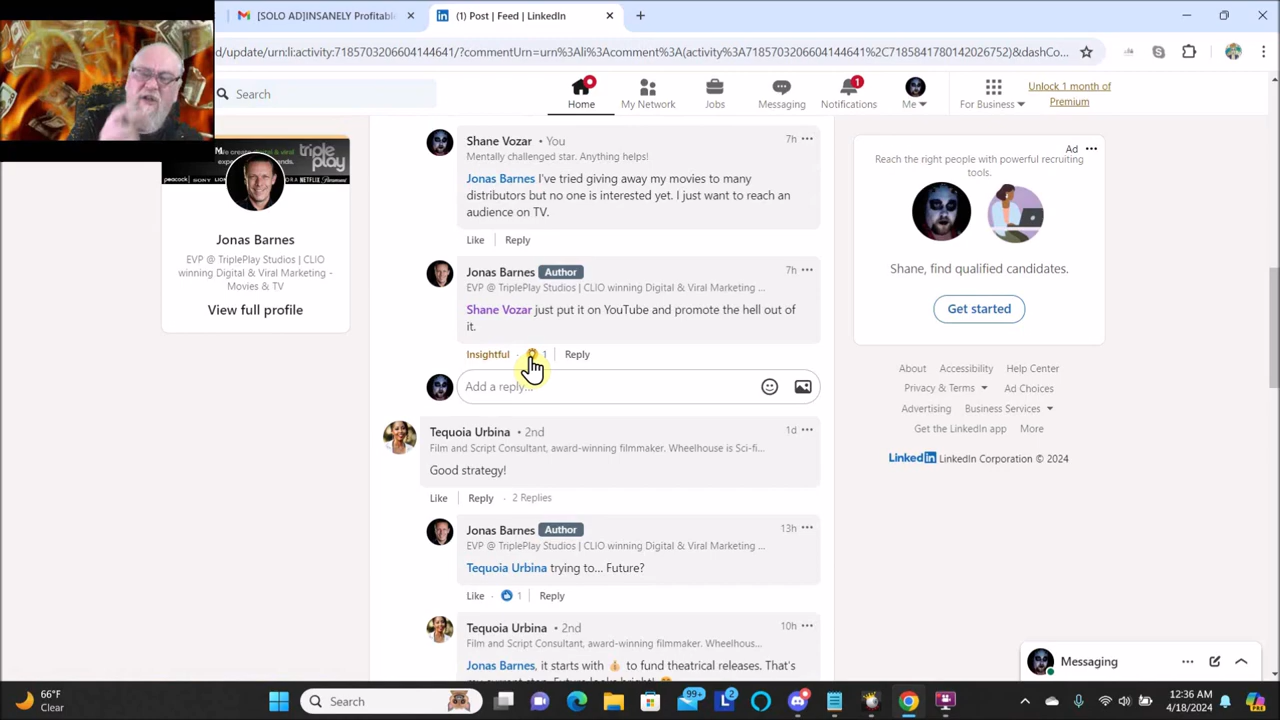 [SOLO AD]INSANELY Profitabl
(1) Post | Feed | LinkedIn
d/update/urn:li:activity:7185703206604144641/?commentUrn=urn%3Ali%3Acomment%3A(activity%3A7185703206604144641%2C7185841780142026752)&dashCo...
Search
Home
My Network
Jobs
Messaging
1
Notifications
Me
For Business
Unlock 1 month of
Premium
triple
play
Jonas Barnes
EVP @ TriplePlay Studios | CLIO
winning Digital & Viral Marketing -
Movies & TV
View full profile
Shane Vozar • You
7h
Mentally challenged star. Anything helps!
Jonas Barnes I've tried giving away my movies to many
distributors but no one is interested yet. I just want to reach an
audience on TV.
Like | Reply
Jonas Barnes Author
7h
EVP @ TriplePlay Studios | CLIO winning Digital & Viral Marketing ...
Shane Vozar just put it on YouTube and promote the hell out of
it.
Insightful · 1 | Reply
Add a reply...
Tequoia Urbina • 2nd
1d
Film and Script Consultant, award-winning filmmaker. Wheelhouse is Sci-fi...
Good strategy!
Like | Reply · 2 Replies
Jonas Barnes Author
13h
EVP @ TriplePlay Studios | CLIO winning Digital & Viral Marketing ...
Tequoia Urbina trying to... Future?
Like · 1 | Reply
Tequoia Urbina • 2nd
10h
Film and Script Consultant, award-winning filmmaker. Wheelhous...
Jonas Barnes, it starts with 💰 to fund theatrical releases. That's
Ad
Reach the right people with powerful recruiting
tools.
Shane, find qualified candidates.
Get started
About Accessibility Help Center
Privacy & Terms Ad Choices
Advertising Business Services
Get the LinkedIn app More
LinkedIn LinkedIn Corporation © 2024
Messaging
66°F
Clear
Search
99+
12:36 AM
4/18/2024